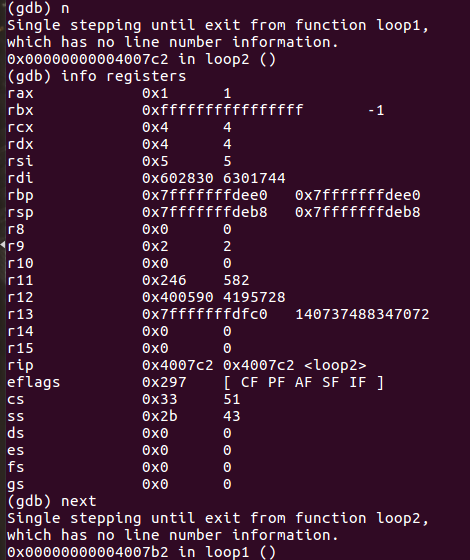 (gdb) n
Single stepping until exit from function loop1,
which has no line number information.
0x00000000004007c2 in loop2 ()
(gdb) info registers
rax 0x1 1
rbx 0xffffffffffffffff -1
rcx 0x4 4
rdx 0x4 4
rsi 0x5 5
rdi 0x602830 6301744
rbp 0x7fffffffdee0 0x7fffffffdee0
rsp 0x7fffffffdeb8 0x7fffffffdeb8
r8 0x0 0
r9 0x2 2
r10 0x0 0
r11 0x246 582
r12 0x400590 4195728
r13 0x7fffffffdfc0 140737488347072
r14 0x0 0
r15 0x0 0
rip 0x4007c2 0x4007c2 <loop2>
eflags 0x297 [ CF PF AF SF IF ]
cs 0x33 51
ss 0x2b 43
ds 0x0 0
es 0x0 0
fs 0x0 0
gs 0x0 0
(gdb) next
Single stepping until exit from function loop2,
which has no line number information.
0x00000000004007b2 in loop1 ()